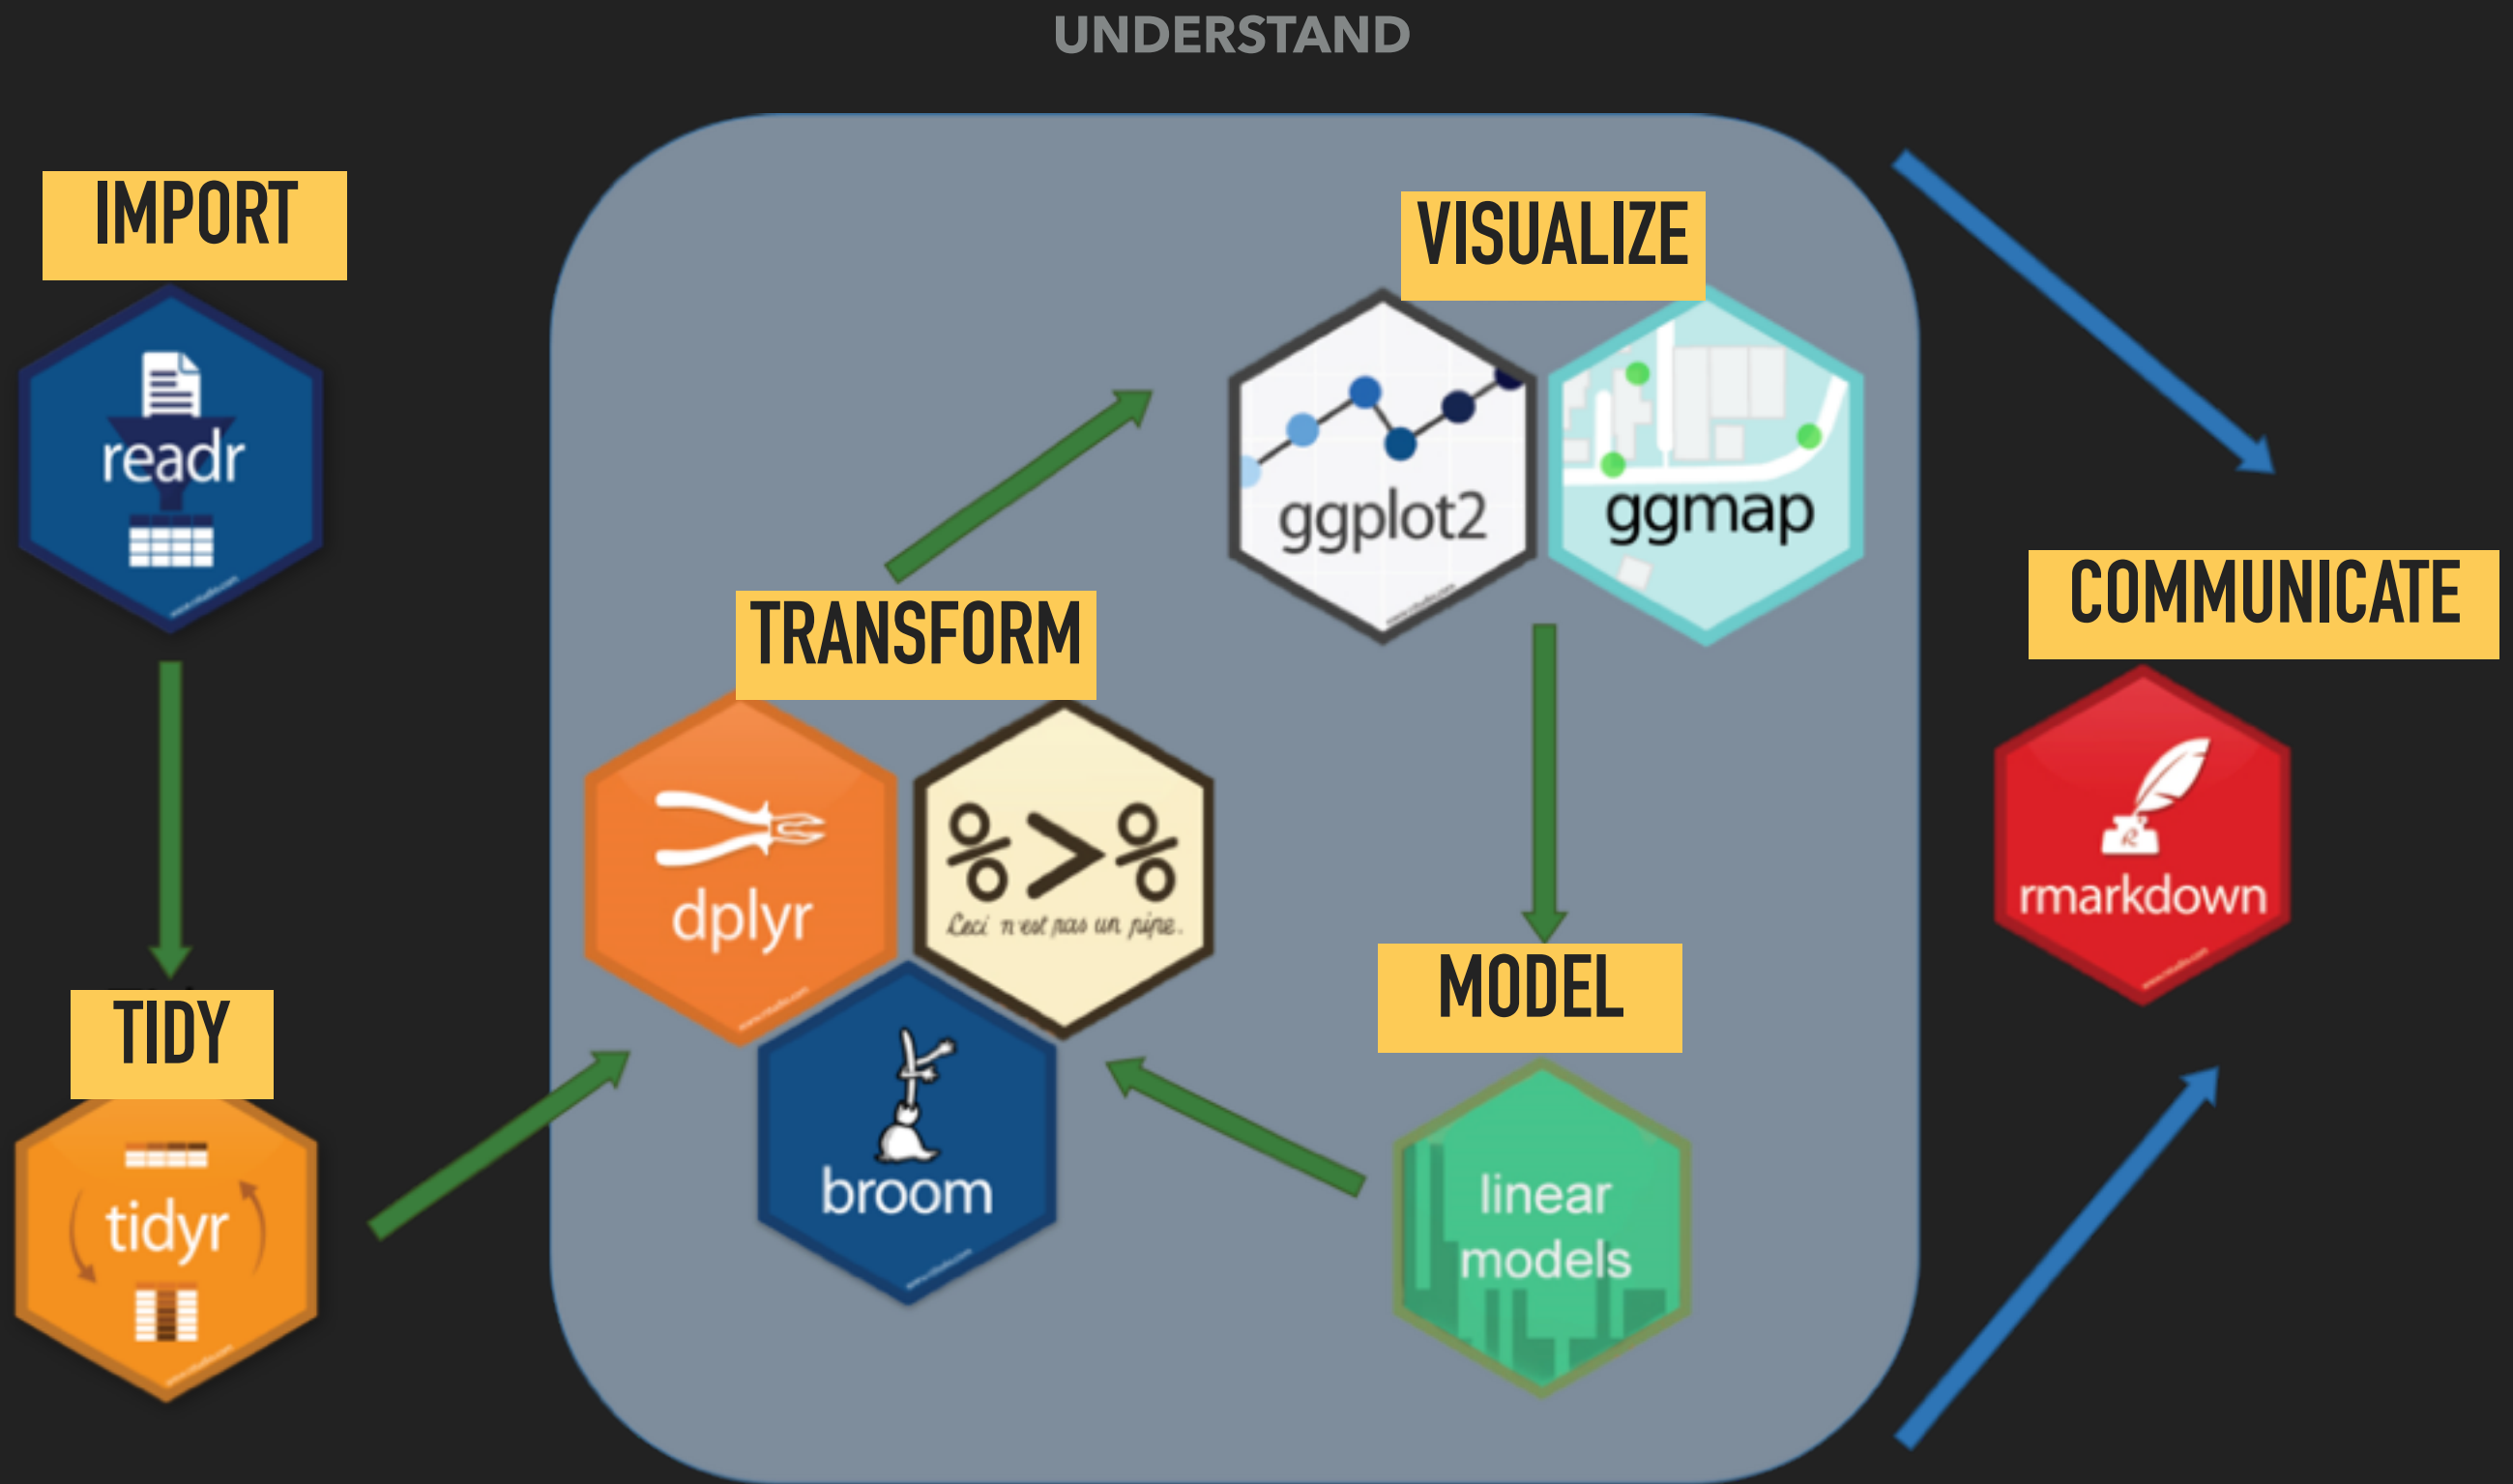 UNDERSTAND
IMPORT
readr
TIDY
tidyr
TRANSFORM
dplyr
%>%
Ceci n'est pas un pipe.
broom
VISUALIZE
ggplot2
ggmap
MODEL
linear
models
COMMUNICATE
rmarkdown